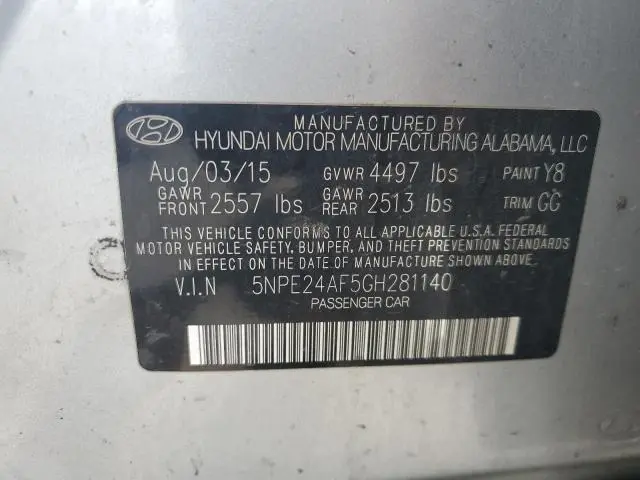 MANUFACTURED BY
HYUNDAI MOTOR MANUFACTURING ALABAMA, LLC
Aug/03/15 GVWR 4497 lbs PAINT Y8
GAWR FRONT 2557 lbs GAWR REAR 2513 lbs TRIM GG
THIS VEHICLE CONFORMS TO ALL APPLICABLE U.S.A. FEDERAL
MOTOR VEHICLE SAFETY, BUMPER, AND THEFT PREVENTION STANDARDS
IN EFFECT ON THE DATE OF MANUFACTURE SHOWN ABOVE.
V.I.N 5NPE24AF5GH281140
PASSENGER CAR